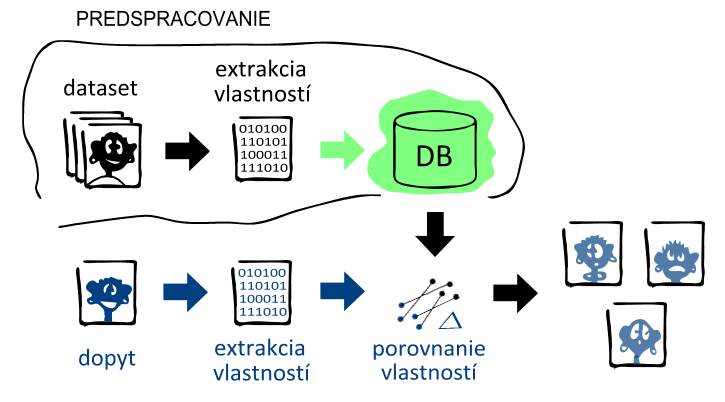 PREDSPRACOVANIE
dataset
extrakcia
vlastností
010100
110101
100011
111010
DB
010100
110101
100011
111010
dopyt
extrakcia
vlastností
porovnanie
vlastností